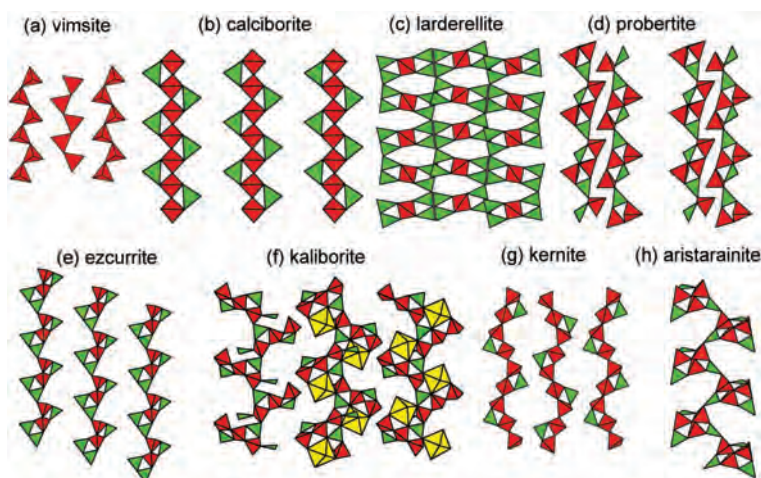 (a) vimsite
(b) calciborite
(c) larderellite
(d) probertite
(e) ezcurrite
(f) kaliborite
(g) kernite
(h) aristarainite